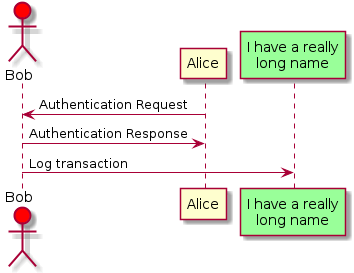 Bob
Alice
I have a really
long name
Authentication Request
Authentication Response
Log transaction
Bob
Alice
I have a really
long name